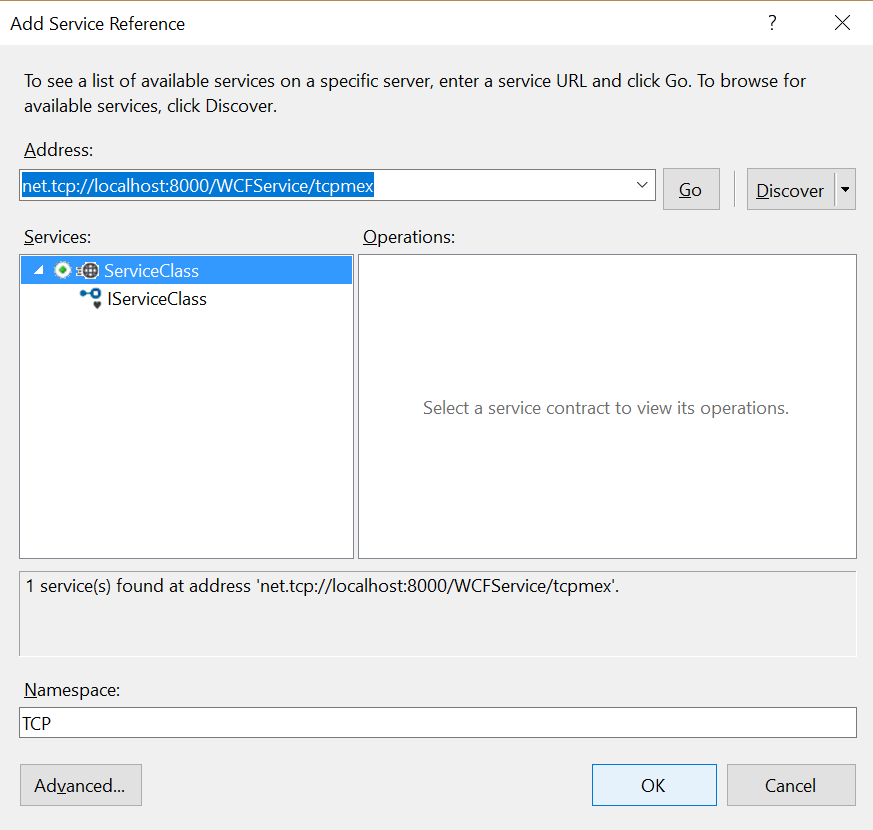 Add Service Reference
?
To see a list of available services on a specific server, enter a service URL and click Go. To browse for
available services, click Discover.
Address:
net.tcp://localhost:8000/WCFService/tcpmex
Go
Discover
Services:
Operations:
ServiceClass
IServiceClass
Select a service contract to view its operations.
1 service(s) found at address 'net.tcp://localhost:8000/WCFService/tcpmex'.
Namespace:
TCP
Advanced...
OK
Cancel